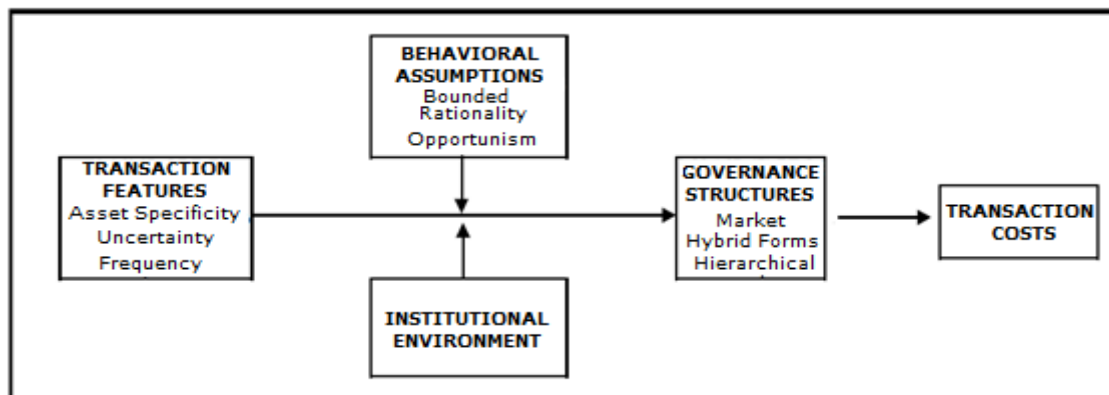 BEHAVIORAL
ASSUMPTIONS
Bounded
Rationality
Opportunism
TRANSACTION
FEATURES
Asset Specificity
Uncertainty
Frequency
GOVERNANCE
STRUCTURES
Market
Hybrid Forms
Hierarchical
TRANSACTION
COSTS
INSTITUTIONAL
ENVIRONMENT